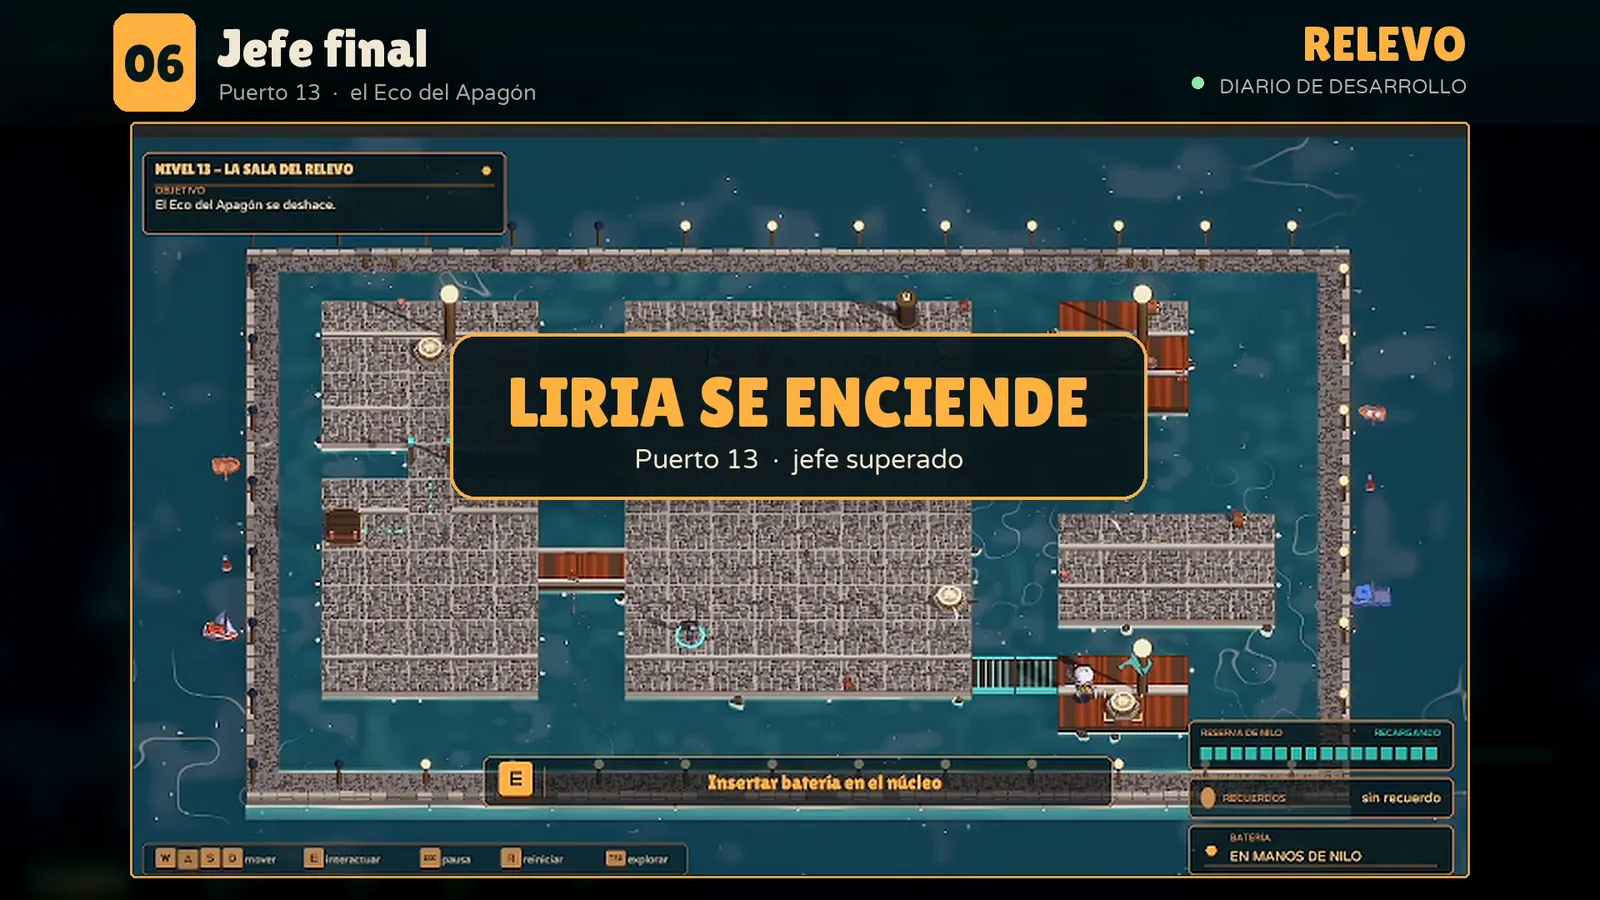 06
Jefe final
Puerto 13 · el Eco del Apagón
RELEVO
DIARIO DE DESARROLLO
NIVEL 13 – LA SALA DEL RELEVO
OBJETIVO
El Eco del Apagón se deshace.
LIRIA SE ENCIENDE
Puerto 13 · jefe superado
E Insertar batería en el núcleo
RESERVA DE NILO RECARGANDO
RECUERDOS sin recuerdo
BATERÍA
EN MANOS DE NILO
W A S D mover E interactuar ESC pausa R reiniciar TAB explorar